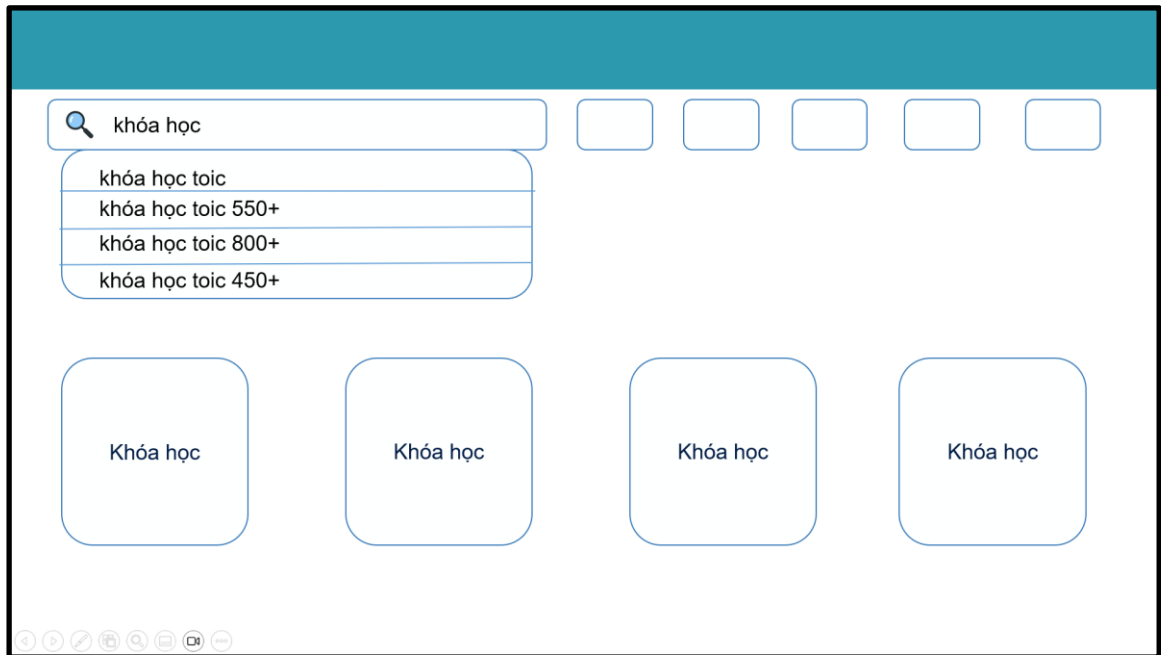 khóa học
khóa học toic
khóa học toic 550+
khóa học toic 800+
khóa học toic 450+
Khóa học
Khóa học
Khóa học
Khóa học